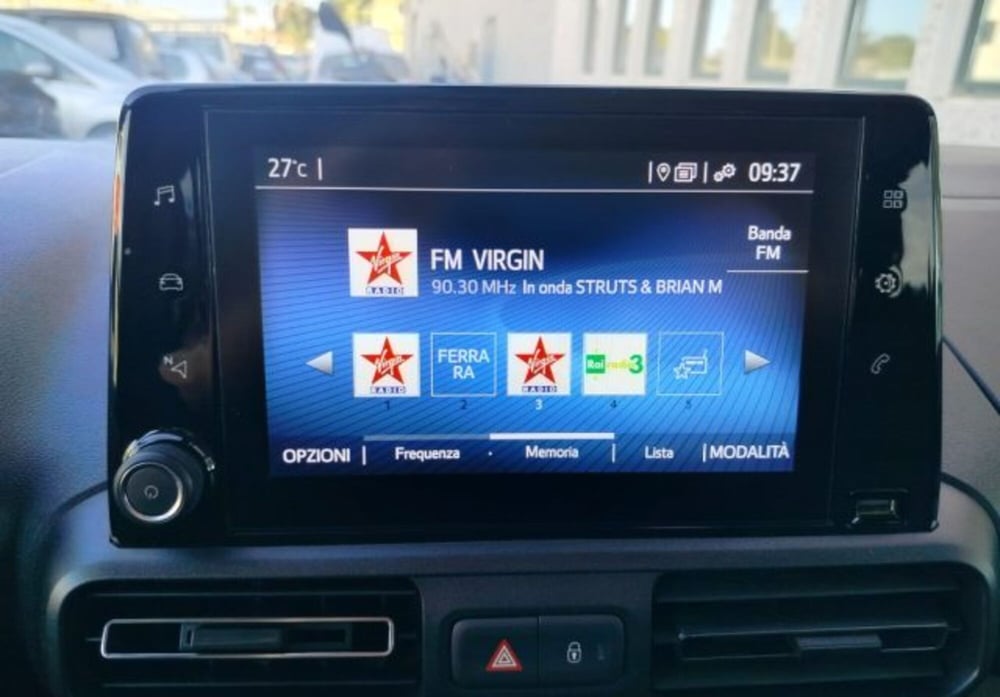 27°C
09:37
Banda
FM
Virgin
RADIO
FM VIRGIN
90.30 MHz In onda STRUTS & BRIAN M
Virgin
RADIO
FERRA
RA
Virgin
RADIO
Rai radio 3
1 2 3 4 5
OPZIONI Frequenza Memoria Lista MODALITÀ
N